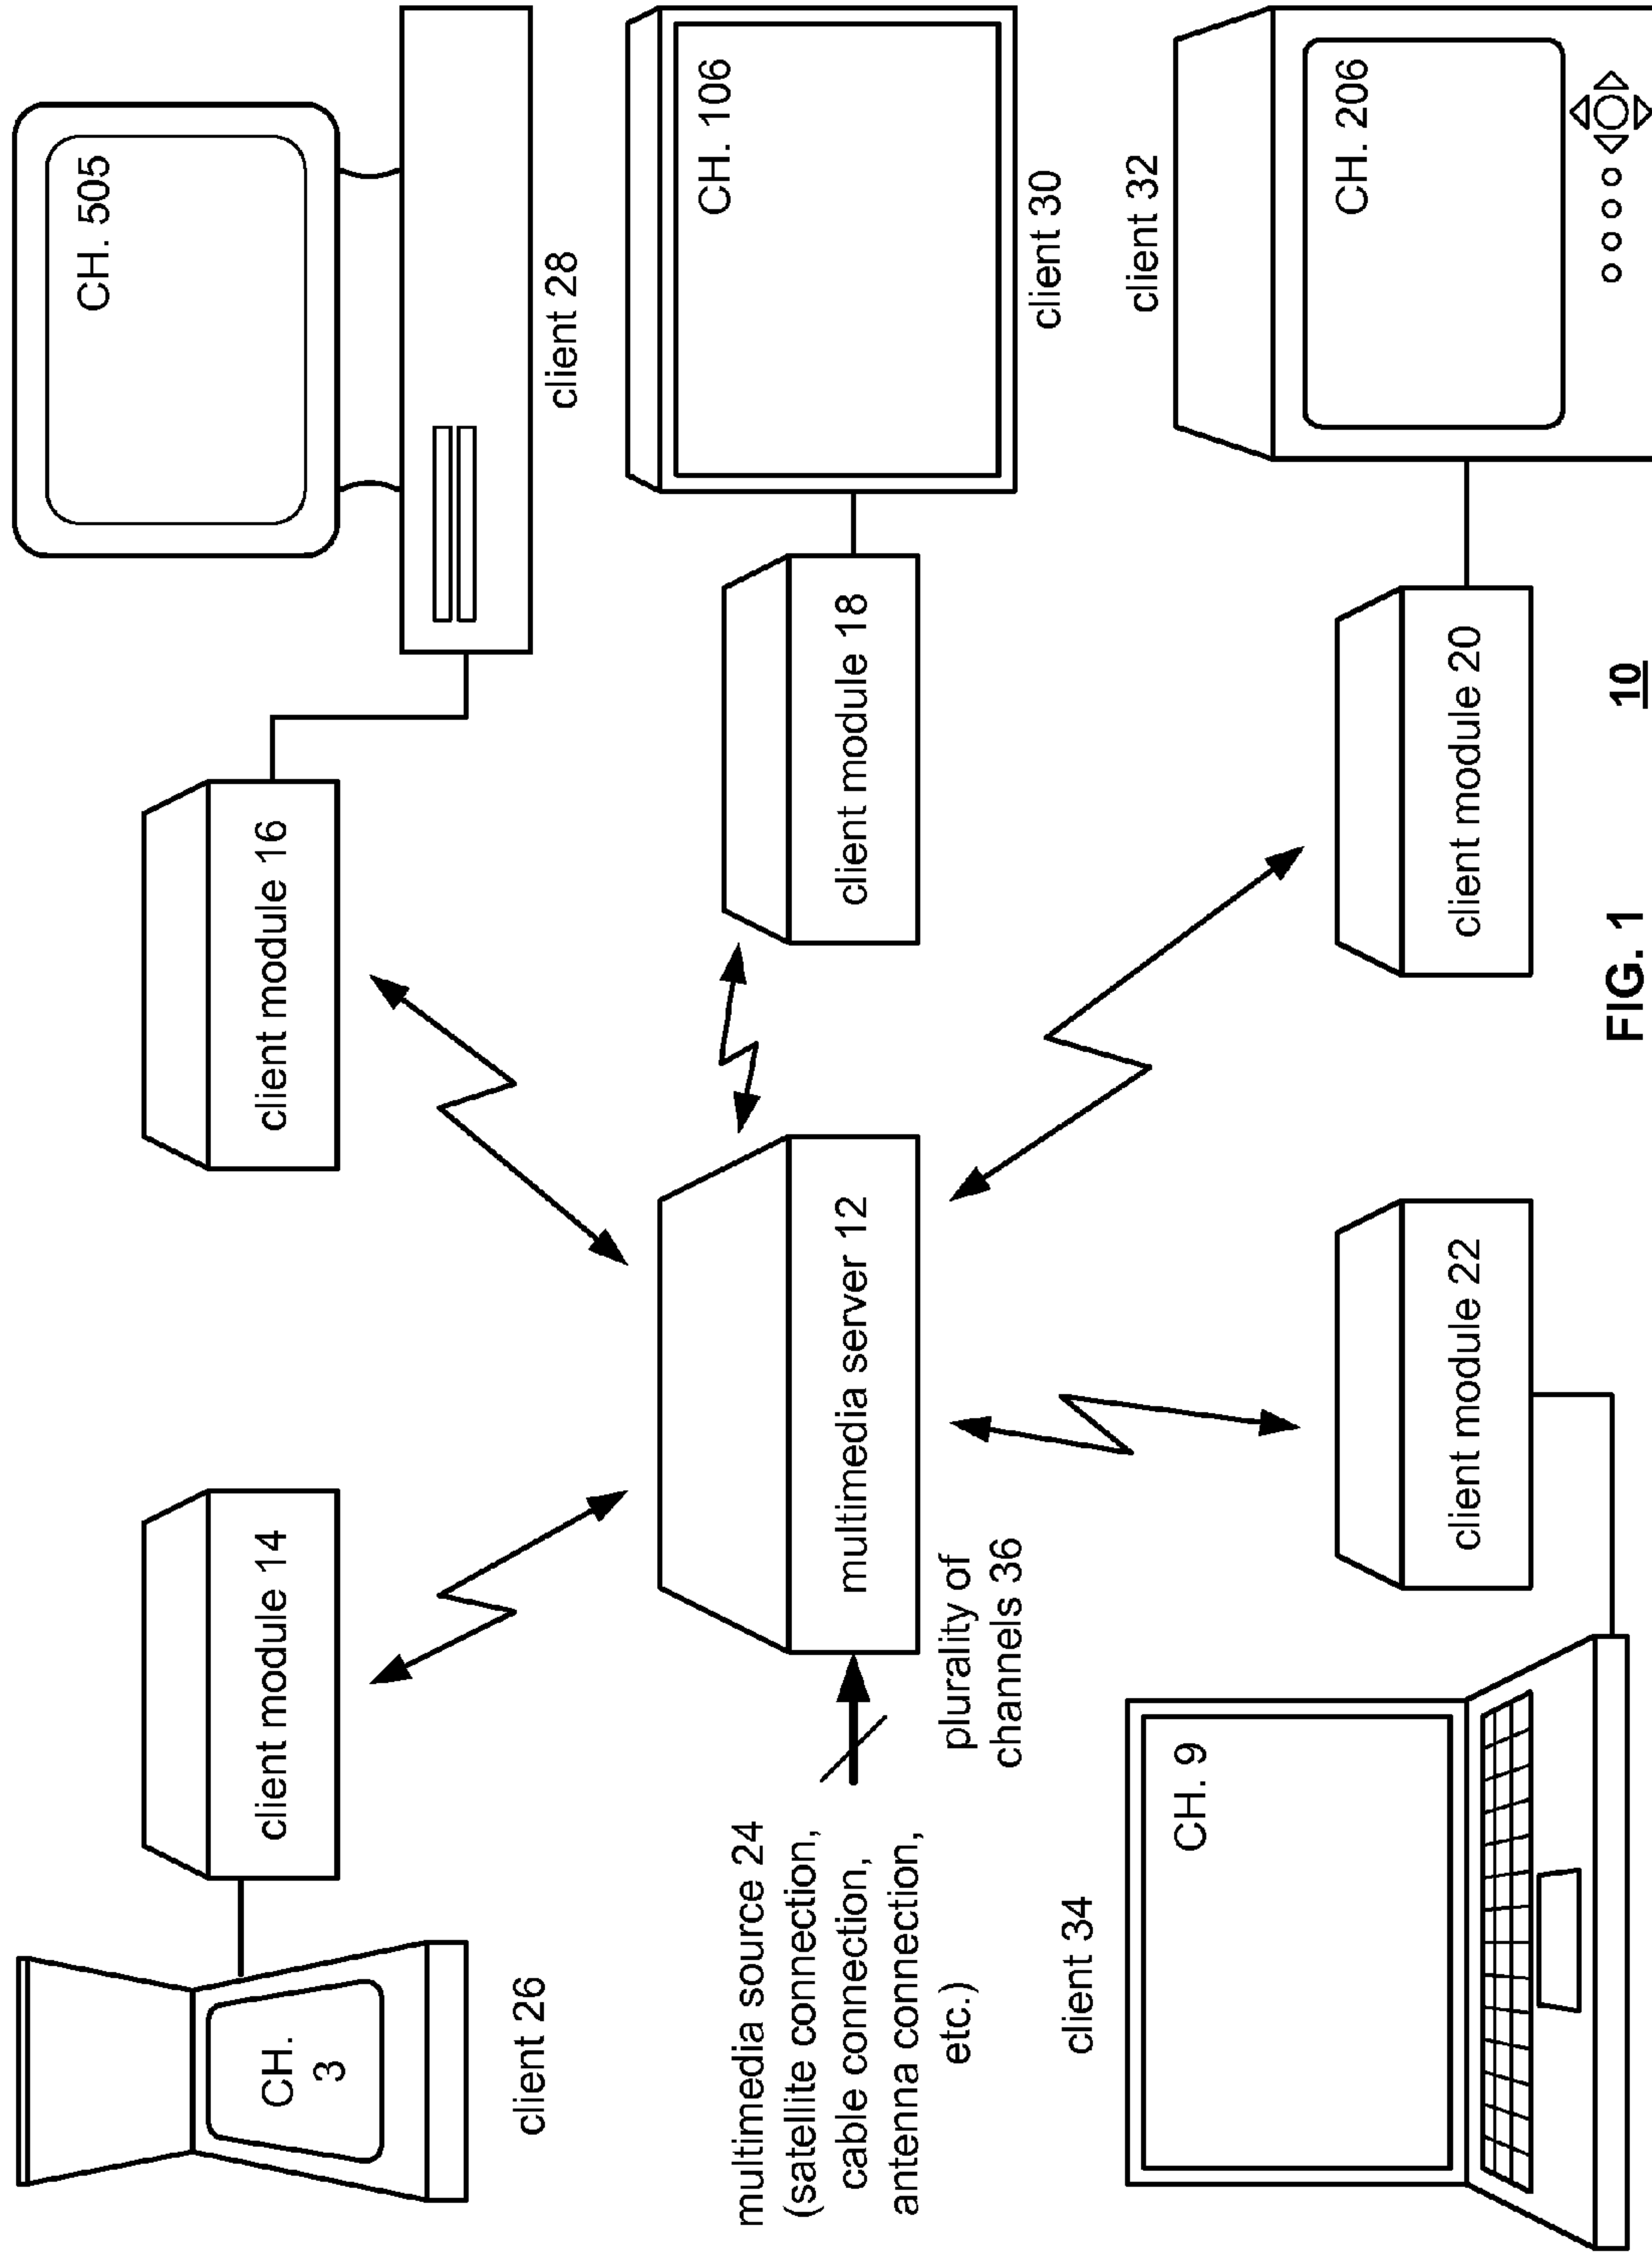 CH.
3
client 26
client module 14
client module 16
CH. 505
client 28
multimedia source 24
(satellite connection,
cable connection,
antenna connection,
etc.)
plurality of
channels 36
multimedia server 12
client module 18
CH. 106
client 30
client 34
CH. 9
client module 22
client module 20
client 32
CH. 206
FIG. 1
10